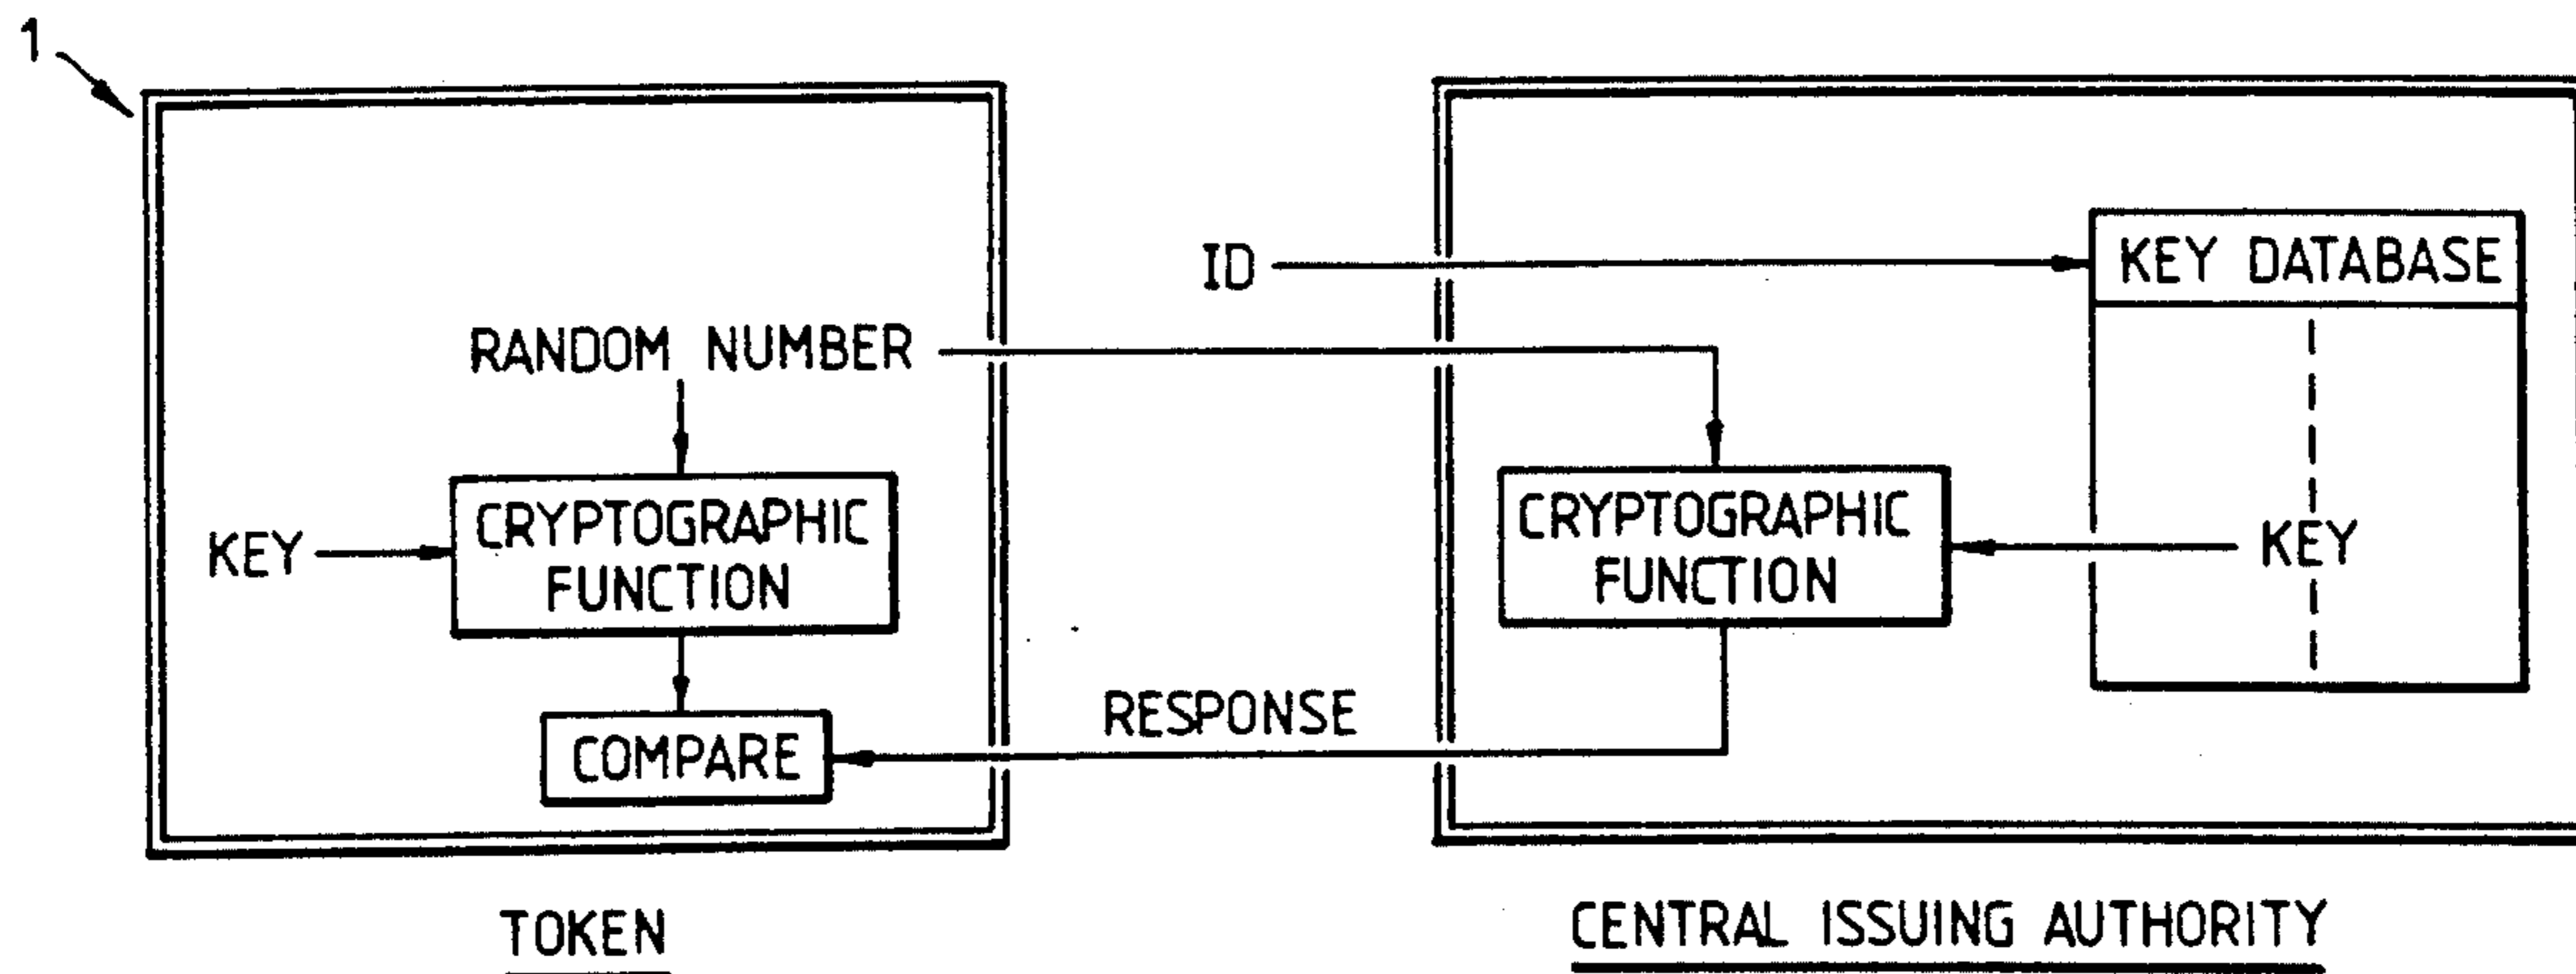 1
ID
KEY DATABASE
RANDOM NUMBER
KEY
CRYPTOGRAPHIC
FUNCTION
CRYPTOGRAPHIC
FUNCTION
KEY
RESPONSE
COMPARE
TOKEN
CENTRAL ISSUING AUTHORITY